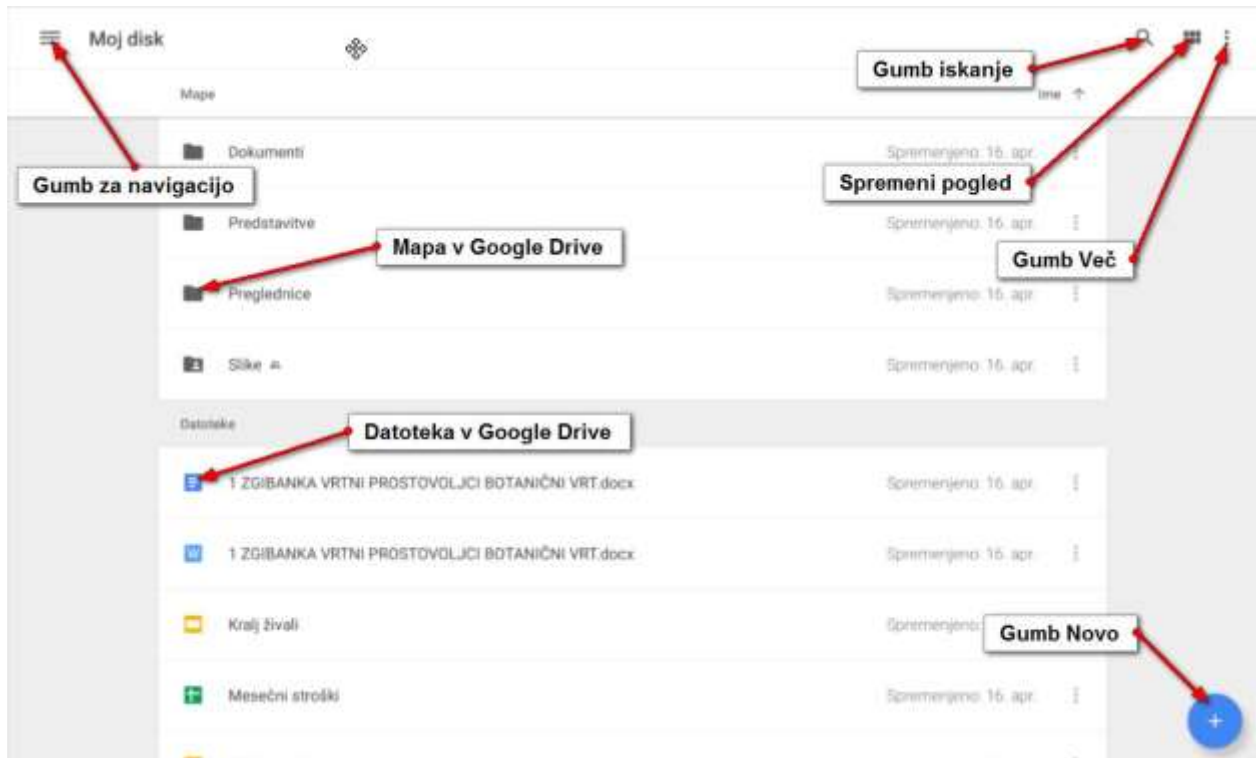 Moj disk
Gumb iskanje
Mape
Ime
Dokumenti
Spremenjeno: 16. apr.
Gumb za navigacijo
Spremeni pogled
Predstavitve
Spremenjeno: 16. apr.
Mapa v Google Drive
Gumb Več
Preglednice
Spremenjeno: 16. apr.
Slike
Spremenjeno: 16. apr.
Datoteke
Datoteka v Google Drive
1 ZGIBANKA VRTNI PROSTOVOLJCI BOTANIČNI VRT.docx
Spremenjeno: 16. apr.
1 ZGIBANKA VRTNI PROSTOVOLJCI BOTANIČNI VRT.docx
Spremenjeno: 16. apr.
Kralj živali
Spremenjeno:
Gumb Novo
Mesečni stroški
Spremenjeno: 16. apr.